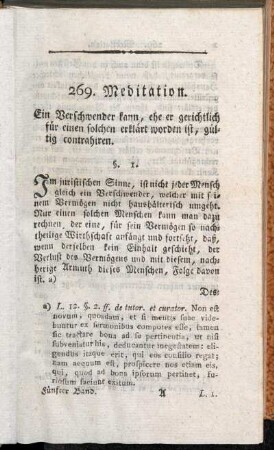 269. Meditation.
Ein Verschwender kann, ehe er gerichtlich
für einen solchen erklärt worden ist, gül-
tig contrahiren.
§. 1.
Im juristischen Sinne, ist nicht jeder Mensch
gleich ein Verschwender, welcher mit sei-
nem Vermögen nicht haushälterisch umgeht.
Nur einen solchen Menschen kann man dazu
rechnen, der eine, für sein Vermögen so nach-
theilige Wirthschaft anfängt und fortsetzt, daß,
wenn derselben kein Einhalt geschieht, der
Verlust des Vermögens und mit diesem, nach-
herige Armuth dieses Menschen, Folge davon
ist. a)
Des-
a) L. 12. §. 2. ff. de tutor. et curator. Non est
novum, quosdam, et si mentis suae vide-
buntur ex sermonibus compotes esse, tamen
sic tractare bona ad se pertinentia, ut nisi
subveniatur his, deducantur in egestatem: eli-
gendus itaque erit, qui eos consilio regat;
nam aequum est, prospicere nos etiam eis,
qui, quod ad bona ipsorum pertinet, fu-
riosum faciunt exitum.
Fünfter Band. A L. 1.